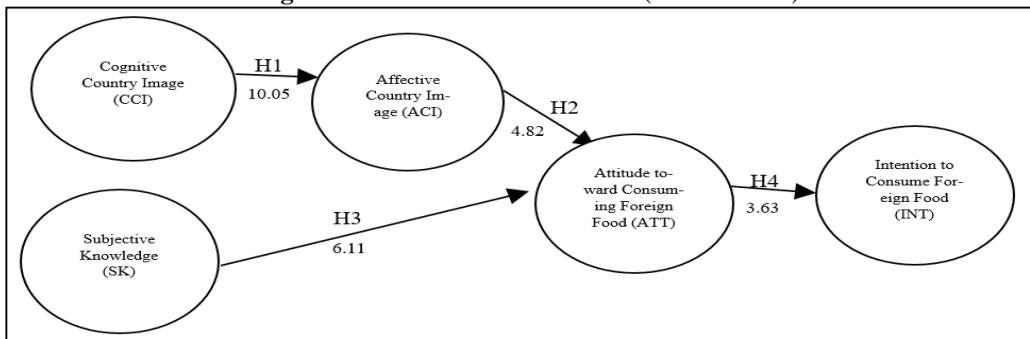 Cognitive
Country Image
(CCI)
H1
10.05
Affective
Country Im-
age (ACI)
H2
4.82
Attitude to-
ward Consum-
ing Foreign
Food (ATT)
H4
3.63
Intention to
Consume For-
eign Food
(INT)
Subjective
Knowledge
(SK)
H3
6.11